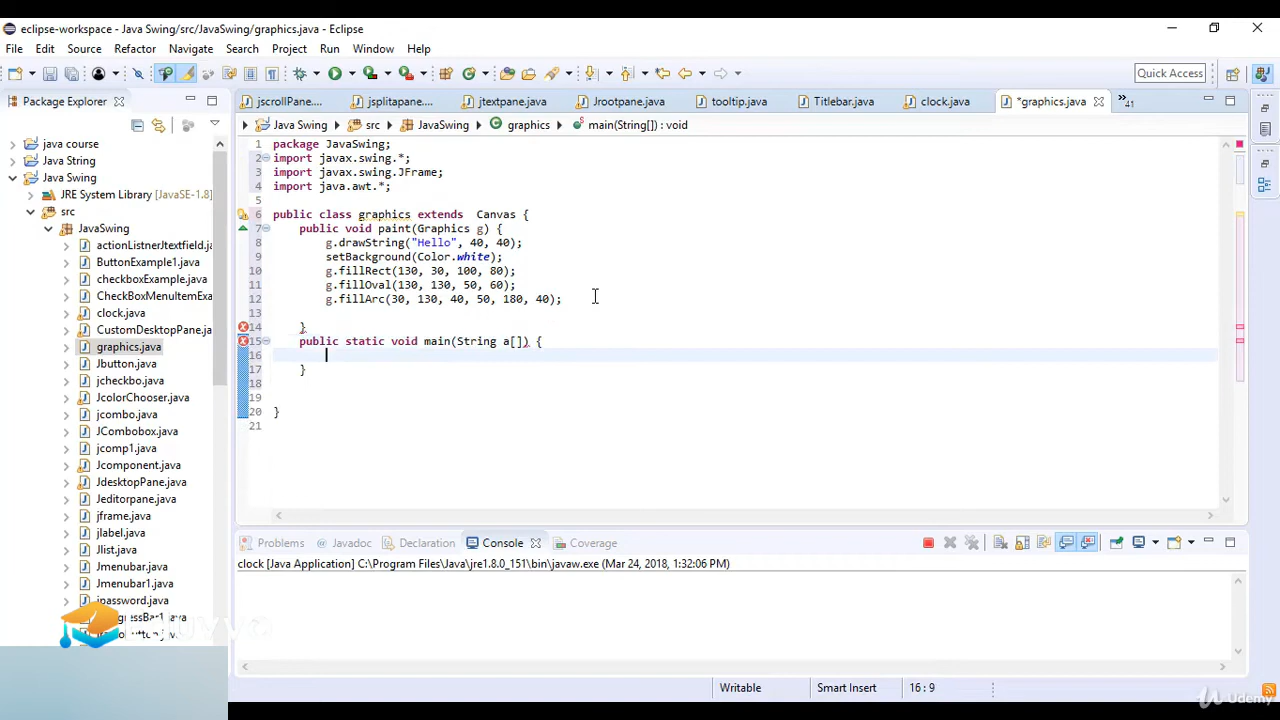 eclipse-workspace - Java Swing/src/JavaSwing/graphics.java - Eclipse
File Edit Source Refactor Navigate Search Project Run Window Help
Quick Access
Package Explorer
jscrollPane.... jsplitapane.... jtextpane.java Jrootpane.java tooltip.java Titlebar.java clock.java *graphics.java »41
Java Swing src JavaSwing graphics main(String[]) : void
java course
Java String
Java Swing
JRE System Library [JavaSE-1.8]
src
JavaSwing
actionListnerJtextfield.j
ButtonExample1.java
checkboxExample.java
CheckBoxMenuItemExa
clock.java
CustomDesktopPane.j
graphics.java
Jbutton.java
jcheckbo.java
JcolorChooser.java
jcombo.java
JCombobox.java
jcomp1.java
Jcomponent.java
JdesktopPane.java
Jeditorpane.java
jframe.java
jlabel.java
Jlist.java
Jmenubar.java
Jmenubar1.java
jpassword.java
1 package JavaSwing;
2 import javax.swing.*;
3 import javax.swing.JFrame;
4 import java.awt.*;
5
6 public class graphics extends  Canvas {
7 public void paint(Graphics g) {
8 g.drawString("Hello", 40, 40);
9 setBackground(Color.white);
10 g.fillRect(130, 30, 100, 80);
11 g.fillOval(130, 130, 50, 60);
12 g.fillArc(30, 130, 40, 50, 180, 40);
13
14 }
15 public static void main(String a[]) {
16
17 }
18
19
20 }
21
Problems Javadoc Declaration Console Coverage
clock [Java Application] C:\Program Files\Java\jre1.8.0_151\bin\javaw.exe (Mar 24, 2018, 1:32:06 PM)
Writable Smart Insert 16 : 9
Udemy